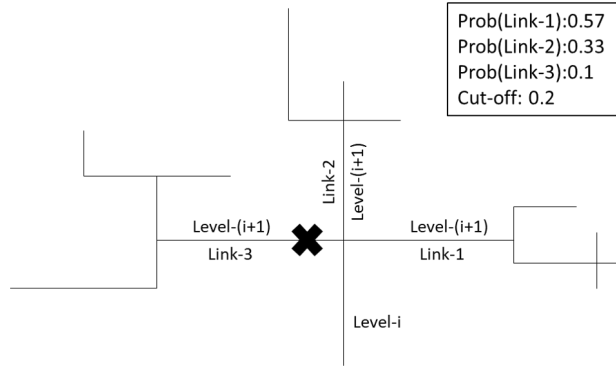 Prob(Link-1):0.57
Prob(Link-2):0.33
Prob(Link-3):0.1
Cut-off: 0.2
Link-2
Level-(i+1)
Level-(i+1)
Link-3
Level-(i+1)
Link-1
Level-i